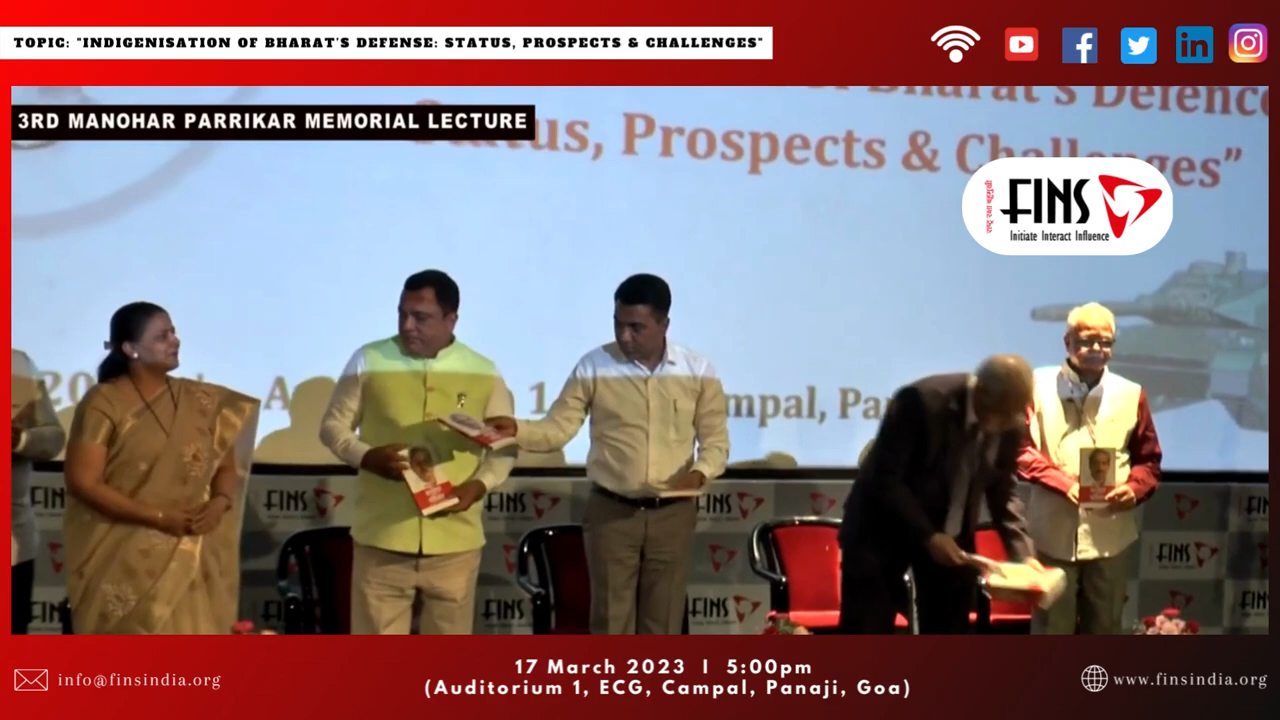 TOPIC: "INDIGENISATION OF BHARAT'S DEFENSE: STATUS, PROSPECTS & CHALLENGES"
3RD MANOHAR PARRIKAR MEMORIAL LECTURE
Bharat's Defence
Status, Prospects & Challenges”
FINS
Initiate Interact Influence
FINS
FINS
FINS
FINS
FINS
FINS
FINS
info@finsindia.org
17 March 2023 | 5:00pm
(Auditorium 1, ECG, Campal, Panaji, Goa)
www.finsindia.org